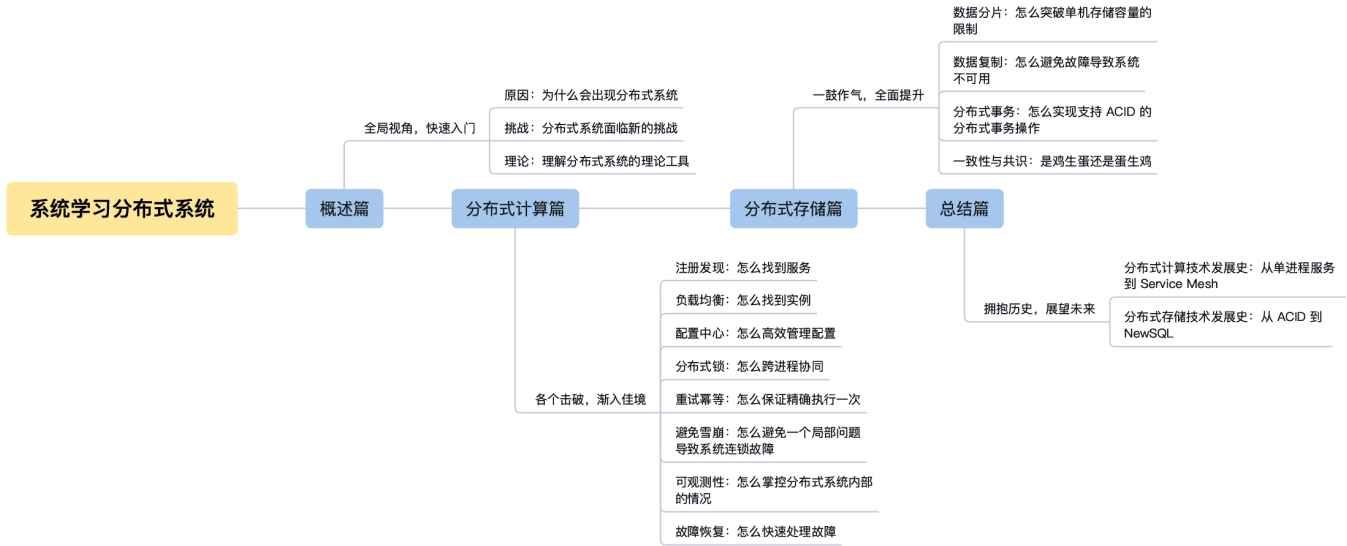 系统学习分布式系统
概述篇
全局视角，快速入门
原因：为什么会出现分布式系统
挑战：分布式系统面临新的挑战
理论：理解分布式系统的理论工具
分布式计算篇
各个击破，渐入佳境
注册发现：怎么找到服务
负载均衡：怎么找到实例
配置中心：怎么高效管理配置
分布式锁：怎么跨进程协同
重试幂等：怎么保证精确执行一次
避免雪崩：怎么避免一个局部问题
导致系统连锁故障
可观测性：怎么掌控分布式系统内部
的情况
故障恢复：怎么快速处理故障
分布式存储篇
一鼓作气，全面提升
数据分片：怎么突破单机存储容量的
限制
数据复制：怎么避免故障导致系统
不可用
分布式事务：怎么实现支持 ACID 的
分布式事务操作
一致性与共识：是鸡生蛋还是蛋生鸡
总结篇
拥抱历史，展望未来
分布式计算技术发展史：从单进程服务
到 Service Mesh
分布式存储技术发展史：从 ACID 到
NewSQL